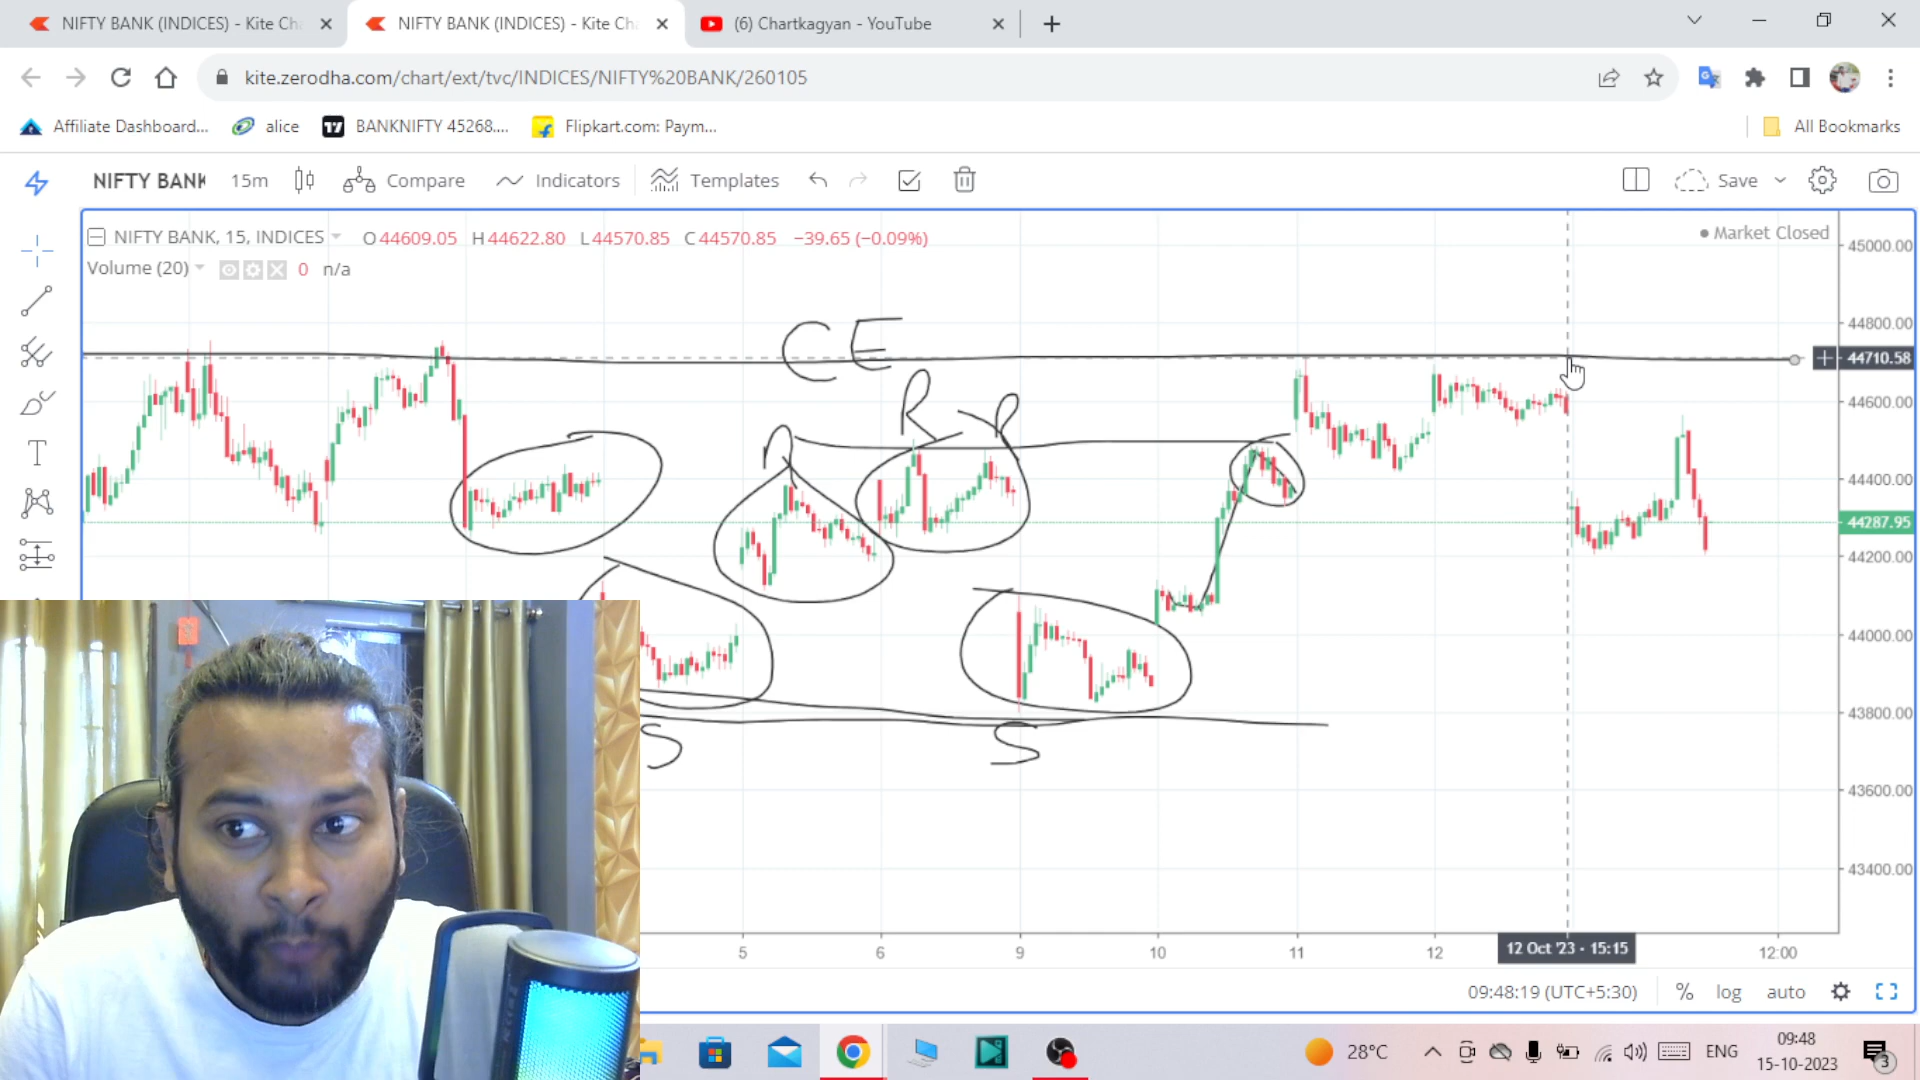 NIFTY BANK (INDICES) - Kite Ch
NIFTY BANK (INDICES) - Kite Ch
(6) Chartkagyan - YouTube
kite.zerodha.com/chart/ext/tvc/INDICES/NIFTY%20BANK/260105
Affiliate Dashboard...
alice
BANKNIFTY 45268....
Flipkart.com: Paym...
All Bookmarks
NIFTY BANK
15m
Compare
Indicators
Templates
Save
NIFTY BANK, 15, INDICES
O44609.05 H44622.80 L44570.85 C44570.85 −39.65 (−0.09%)
Market Closed
Volume (20)
0 n/a
45000.00
44800.00
CE
44710.58
44600.00
R R R
44400.00
44287.95
44200.00
44000.00
43800.00
S S
43600.00
43400.00
5 6 9 10 11 12 12 Oct '23 - 15:15 12:00
09:48:19 (UTC+5:30) % log auto
28°C
ENG
09:48
15-10-2023
3